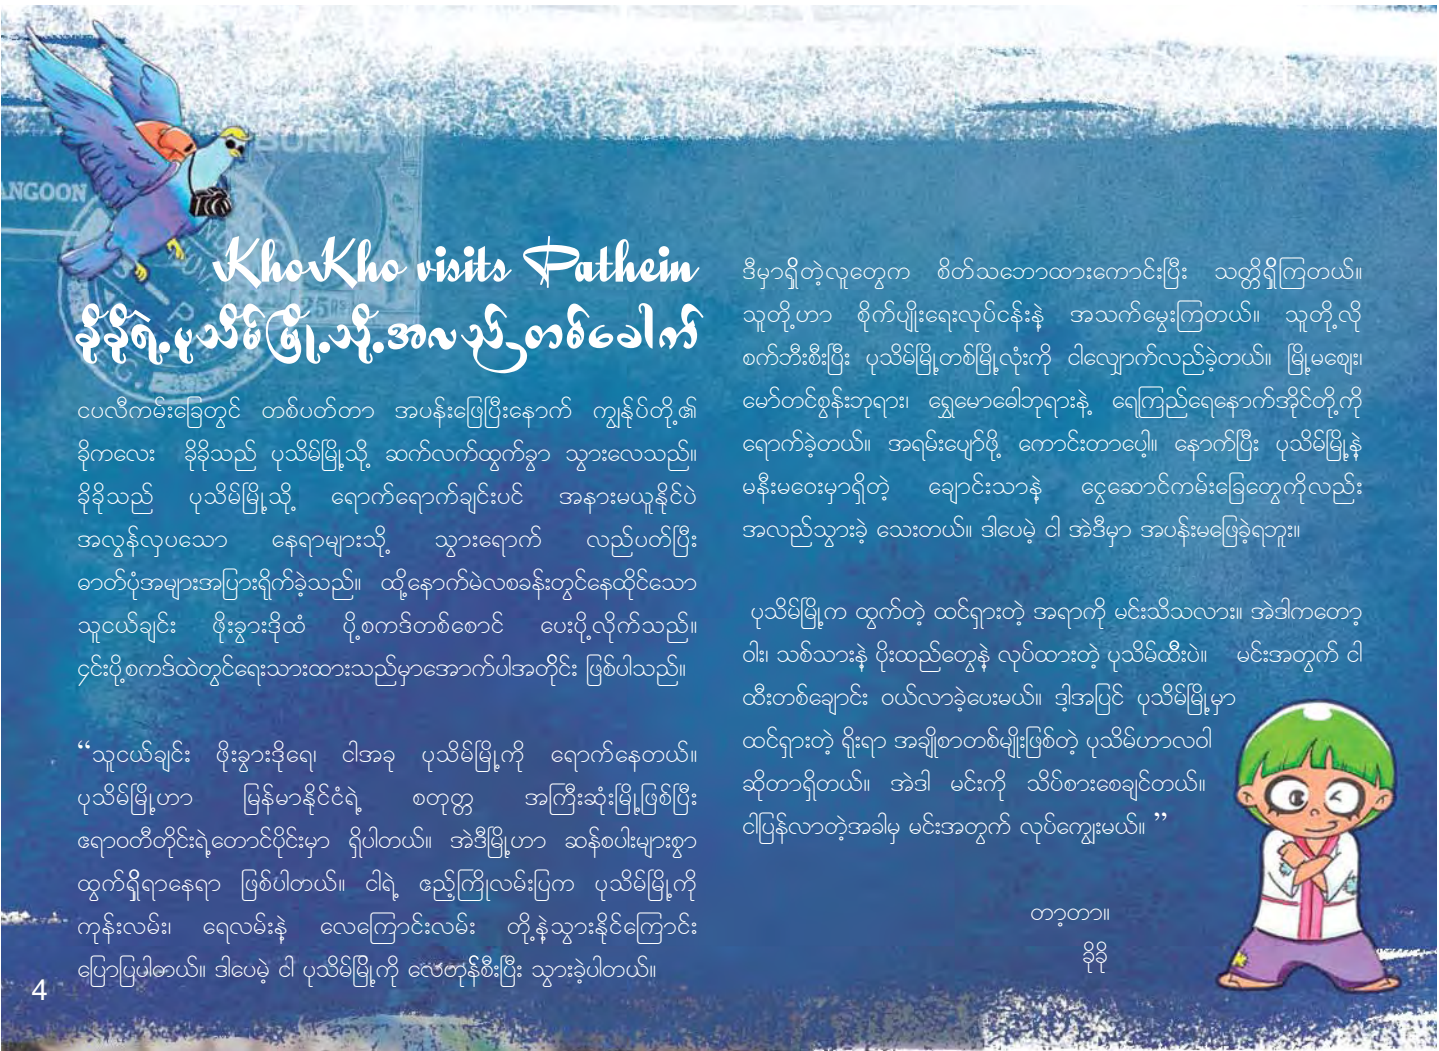 BURMA
ANGOON
KhoKho visits Pathein
ခိုခိုရဲ့ပုသိမ်မြို့သို့အလည်တစ်ခေါက်
ငပလီကမ်းခြေတွင် တစ်ပတ်တာ အပန်းဖြေပြီးနောက် ကျွန်ုပ်တို့၏
ခိုကလေး ခိုခိုသည် ပုသိမ်မြို့သို့ ဆက်လက်ထွက်ခွာ သွားလေသည်။
ခိုခိုသည် ပုသိမ်မြို့သို့ ရောက်ရောက်ချင်းပင် အနားမယူနိုင်ပဲ
အလွန်လှပသော နေရာများသို့ သွားရောက် လည်ပတ်ပြီး
ဓာတ်ပုံအများအပြားရိုက်ခဲ့သည်။ ထို့နောက်မဲလစခန်းတွင်နေထိုင်သော
သူငယ်ချင်း ဖိုးခွားဒိုထံ ပို့စကဒ်တစ်စောင် ပေးပို့လိုက်သည်။
၄င်းပို့စကဒ်ထဲတွင်ရေးသားထားသည်မှာအောက်ပါအတိုင်း ဖြစ်ပါသည်။
“သူငယ်ချင်း ဖိုးခွားဒိုရေ၊ ငါအခု ပုသိမ်မြို့ကို ရောက်နေတယ်။
ပုသိမ်မြို့ဟာ မြန်မာနိုင်ငံရဲ့ စတုတ္တ အကြီးဆုံးမြို့ဖြစ်ပြီး
ဧရာဝတီတိုင်းရဲ့တောင်ပိုင်းမှာ ရှိပါတယ်။ အဲဒီမြို့ဟာ ဆန်စပါးများစွာ
ထွက်ရှိရာနေရာ ဖြစ်ပါတယ်။ ငါရဲ့ ဧည့်ကြိုလမ်းပြက ပုသိမ်မြို့ကို
ကုန်းလမ်း၊ ရေလမ်းနဲ့ လေကြောင်းလမ်း တို့နဲ့သွားနိုင်ကြောင်း
ပြောပြပါတယ်။ ဒါပေမဲ့ ငါ ပုသိမ်မြို့ကို လေတုန်စီးပြီး သွားခဲ့ပါတယ်။
ဒီမှာရှိတဲ့လူတွေက စိတ်သဘောထားကောင်းပြီး သတ္တိရှိကြတယ်။
သူတို့ဟာ စိုက်ပျိုးရေးလုပ်ငန်းနဲ့ အသက်မွေးကြတယ်။ သူတို့လို
စက်ဘီးစီးပြီး ပုသိမ်မြို့တစ်မြို့လုံးကို ငါလျှောက်လည်ခဲ့တယ်။ မြို့မဈေး၊
မော်တင်စွန်းဘုရား၊ ရွှေမောဓေါဘုရားနဲ့ ရေကြည်ရေနောက်အိုင်တို့ကို
ရောက်ခဲ့တယ်။ အရမ်းပျော်ဖို့ ကောင်းတာပေါ့။ နောက်ပြီး ပုသိမ်မြို့နဲ့
မနီးမဝေးမှာရှိတဲ့ ချောင်းသာနဲ့ ငွေဆောင်ကမ်းခြေတွေကိုလည်း
အလည်သွားခဲ့ သေးတယ်။ ဒါပေမဲ့ ငါ အဲဒီမှာ အပန်းမဖြေခဲ့ရဘူး။
ပုသိမ်မြို့က ထွက်တဲ့ ထင်ရှားတဲ့ အရာကို မင်းသိသလား။ အဲဒါကတော့
ဝါး၊ သစ်သားနဲ့ ပိုးထည်တွေနဲ့ လုပ်ထားတဲ့ ပုသိမ်ထီးပဲ။ မင်းအတွက် ငါ
ထီးတစ်ချောင်း ဝယ်လာခဲ့ပေးမယ်။ ဒါ့အပြင် ပုသိမ်မြို့မှာ
ထင်ရှားတဲ့ ရိုးရာ အချိုစာတစ်မျိုးဖြစ်တဲ့ ပုသိမ်ဟာလဝါ
ဆိုတာရှိတယ်။ အဲဒါ မင်းကို သိပ်စားစေချင်တယ်။
ငါပြန်လာတဲ့အခါမှ မင်းအတွက် လုပ်ကျွေးမယ်။ ”
တာ့တာ။
ခိုခို
4